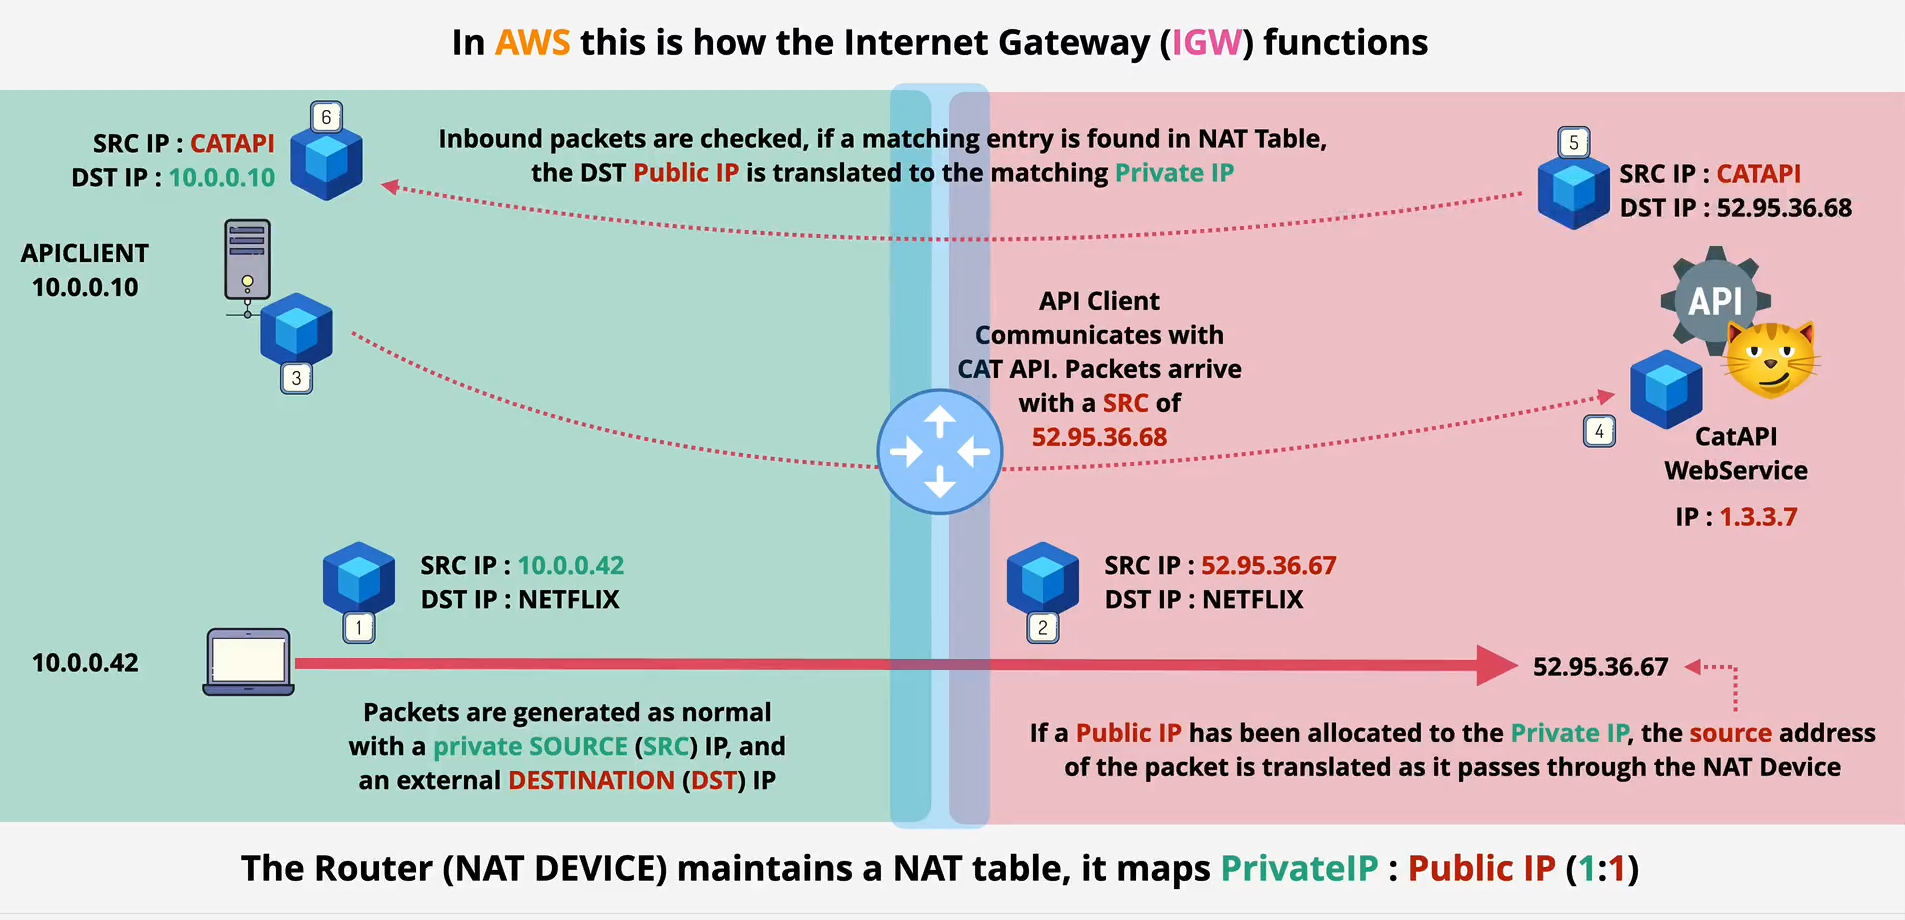 In AWS this is how the Internet Gateway (IGW) functions
6
SRC IP : CATAPI
DST IP : 10.0.0.10
Inbound packets are checked, if a matching entry is found in NAT Table,
the DST Public IP is translated to the matching Private IP
5
SRC IP : CATAPI
DST IP : 52.95.36.68
APICLIENT
10.0.0.10
3
API Client
Communicates with
CAT API. Packets arrive
with a SRC of
52.95.36.68
API
4
CatAPI
WebService
IP : 1.3.3.7
SRC IP : 10.0.0.42
DST IP : NETFLIX
1
SRC IP : 52.95.36.67
DST IP : NETFLIX
2
10.0.0.42
52.95.36.67
Packets are generated as normal
with a private SOURCE (SRC) IP, and
an external DESTINATION (DST) IP
If a Public IP has been allocated to the Private IP, the source address
of the packet is translated as it passes through the NAT Device
The Router (NAT DEVICE) maintains a NAT table, it maps PrivateIP : Public IP (1:1)